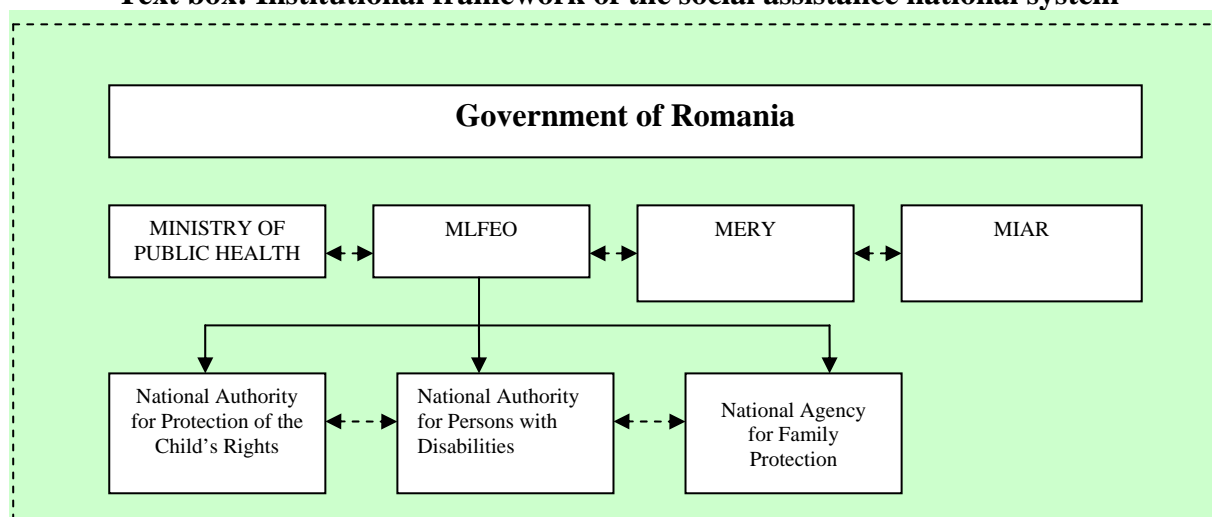 Text box: Institutional framework of the social assistance national system
Government of Romania
MINISTRY OF
PUBLIC HEALTH
MLFEO
MERY
MIAR
National Authority
for Protection of the
Child's Rights
National Authority
for Persons with
Disabilities
National Agency
for Family
Protection